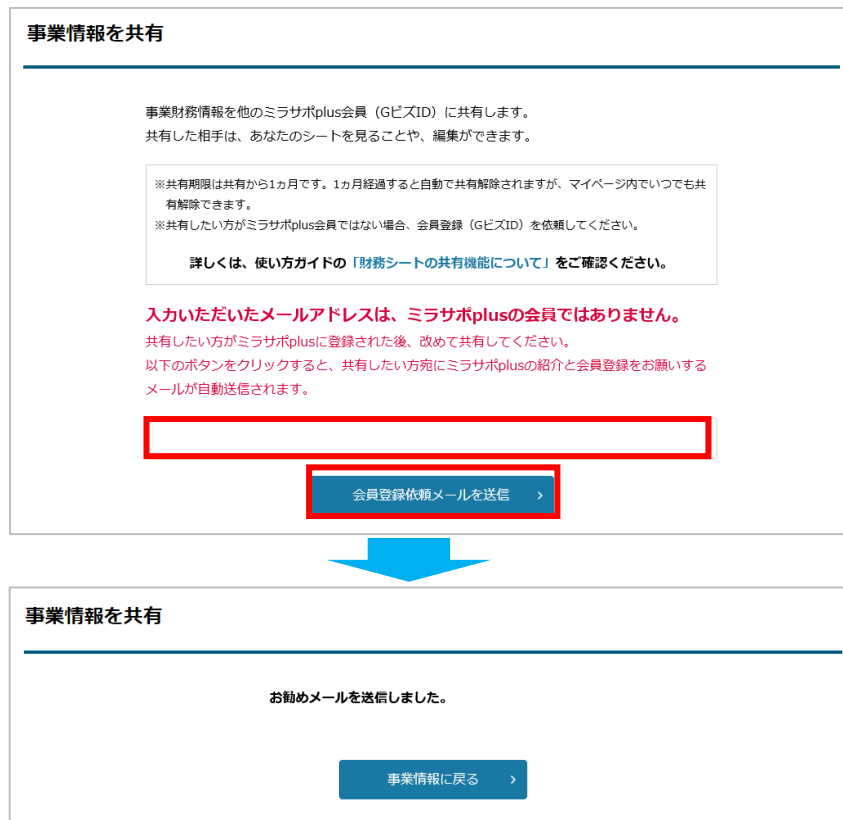 事業情報を共有
事業財務情報を他のミラサポplus会員（GビズID）に共有します。
共有した相手は、あなたのシートを見ることや、編集ができます。
※共有期限は共有から1ヵ月です。1ヵ月経過すると自動で共有解除されますが、マイページ内でいつでも共
有解除できます。
※共有したい方がミラサポplus会員ではない場合、会員登録（GビズID）を依頼してください。
詳しくは、使い方ガイドの「財務シートの共有機能について」をご確認ください。
入力いただいたメールアドレスは、ミラサポplusの会員ではありません。
共有したい方がミラサポplusに登録された後、改めて共有してください。
以下のボタンをクリックすると、共有したい方宛にミラサポplusの紹介と会員登録をお願いする
メールが自動送信されます。
会員登録依頼メールを送信 ›
事業情報を共有
お勧めメールを送信しました。
事業情報に戻る ›